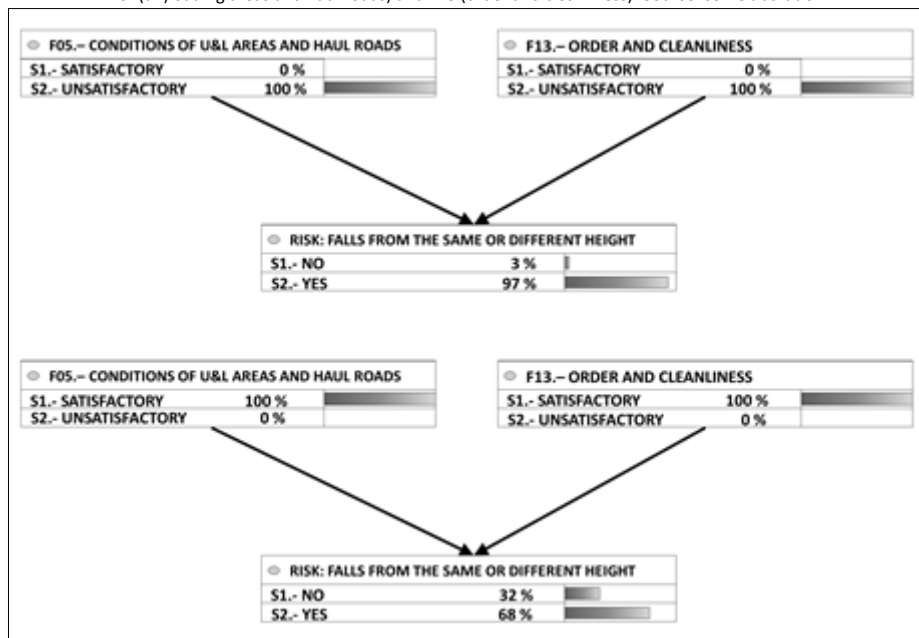 F05.– CONDITIONS OF U&L AREAS AND HAUL ROADS
S1.- SATISFACTORY 0 %
S2.- UNSATISFACTORY 100 %
F13.– ORDER AND CLEANLINESS
S1.- SATISFACTORY 0 %
S2.- UNSATISFACTORY 100 %
RISK: FALLS FROM THE SAME OR DIFFERENT HEIGHT
S1.- NO 3 %
S2.- YES 97 %
F05.– CONDITIONS OF U&L AREAS AND HAUL ROADS
S1.- SATISFACTORY 100 %
S2.- UNSATISFACTORY 0 %
F13.– ORDER AND CLEANLINESS
S1.- SATISFACTORY 100 %
S2.- UNSATISFACTORY 0 %
RISK: FALLS FROM THE SAME OR DIFFERENT HEIGHT
S1.- NO 32 %
S2.- YES 68 %